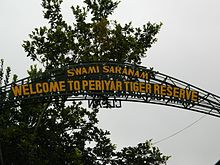 SWAMI SARANAM
WELCOME TO PERIYAR TIGER RESERVE